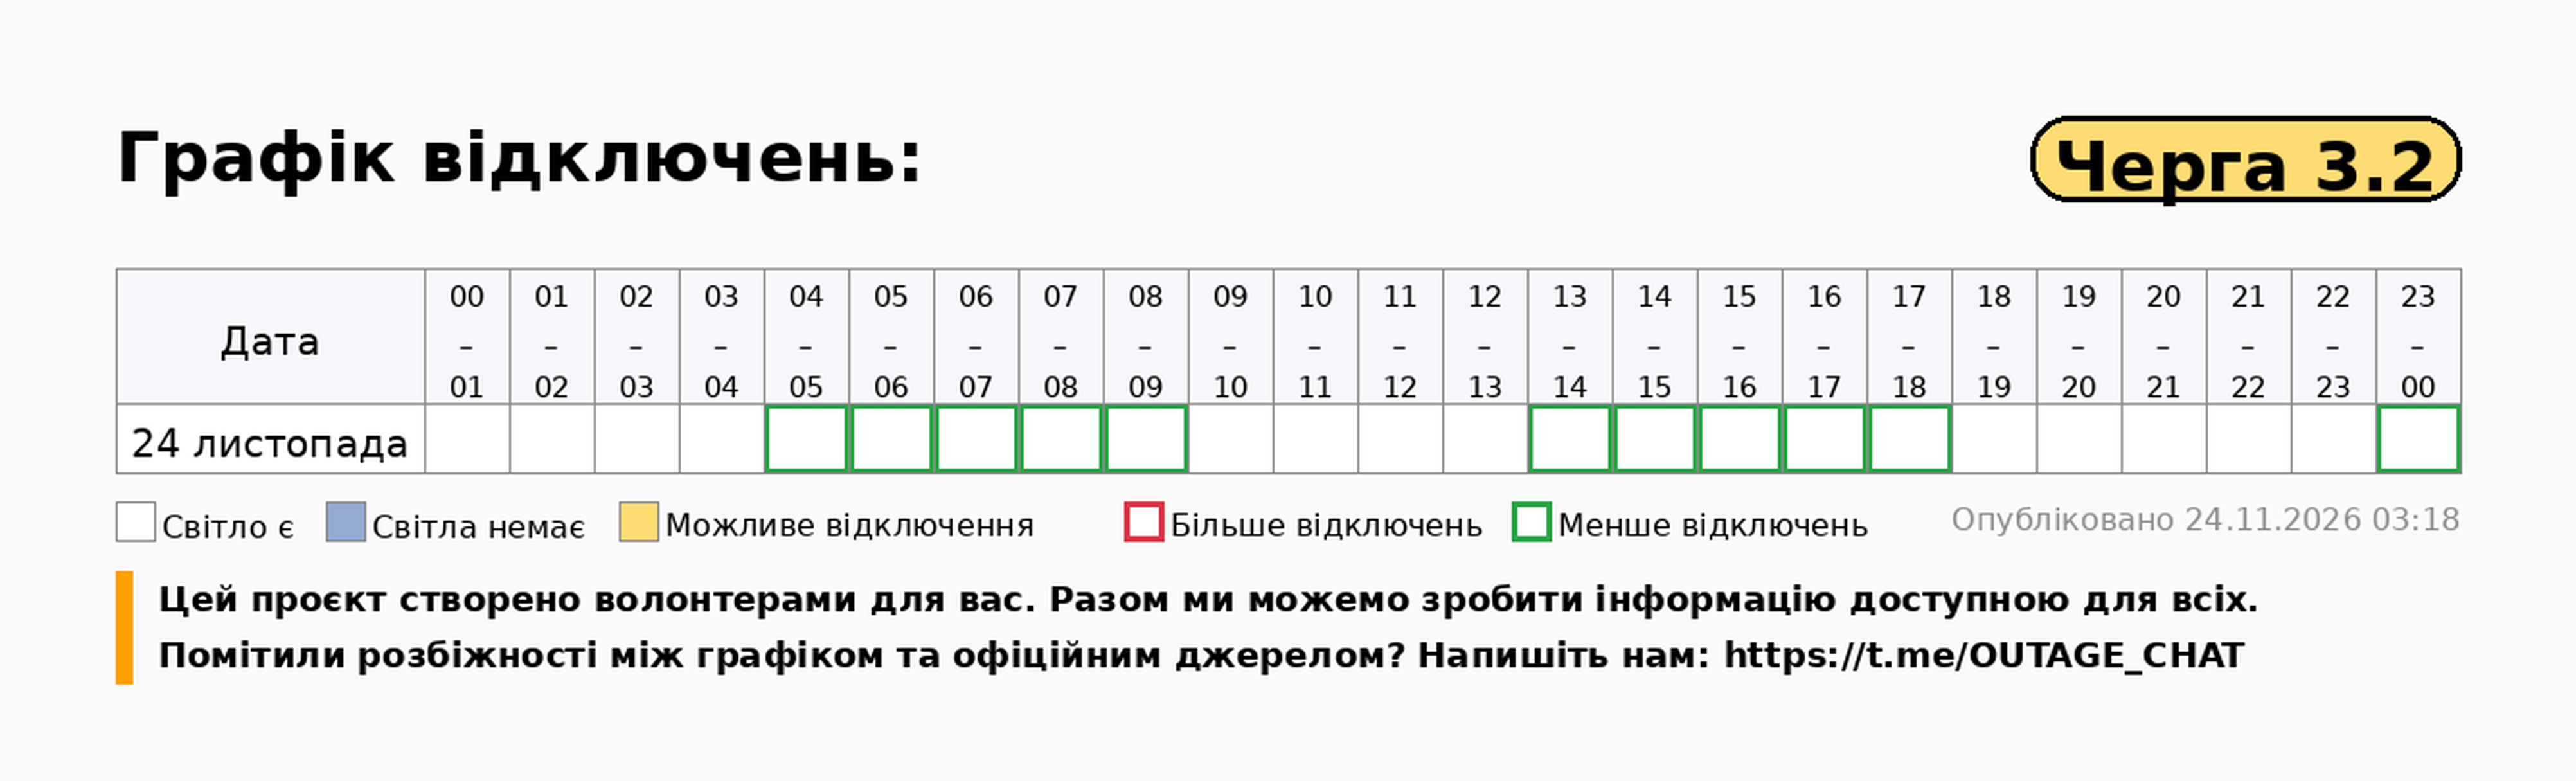 Графік відключень:
Черга 3.2
Дата
00 – 01
01 – 02
02 – 03
03 – 04
04 – 05
05 – 06
06 – 07
07 – 08
08 – 09
09 – 10
10 – 11
11 – 12
12 – 13
13 – 14
14 – 15
15 – 16
16 – 17
17 – 18
18 – 19
19 – 20
20 – 21
21 – 22
22 – 23
23 – 00
24 листопада
Світло є
Світла немає
Можливе відключення
Більше відключень
Менше відключень
Опубліковано 24.11.2026 03:18
Цей проєкт створено волонтерами для вас. Разом ми можемо зробити інформацію доступною для всіх.
Помітили розбіжності між графіком та офіційним джерелом? Напишіть нам: https://t.me/OUTAGE_CHAT